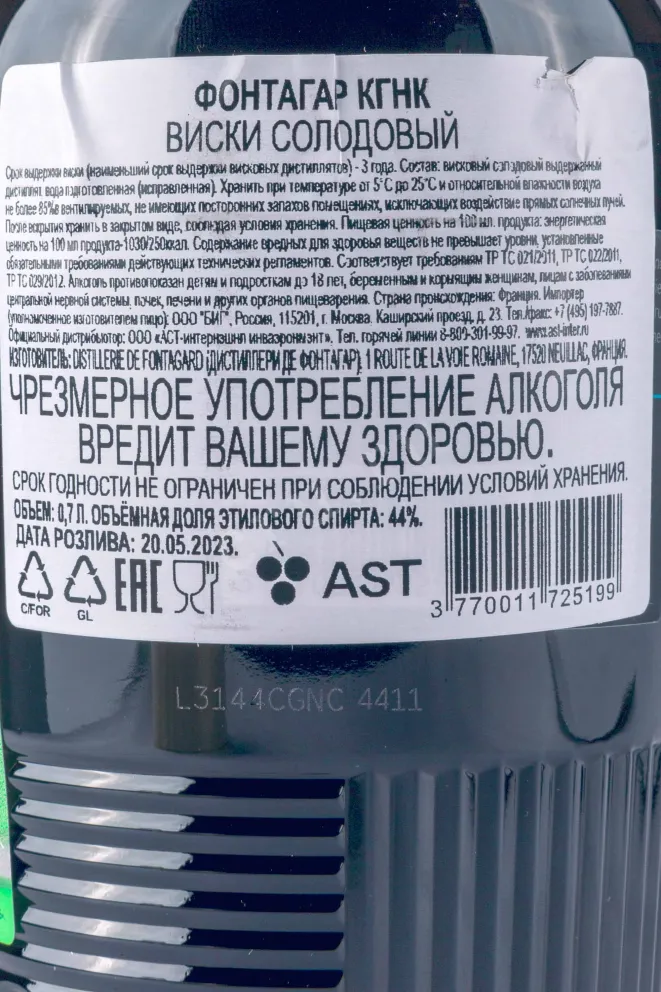 ФОНТАГАР КГНК
ВИСКИ СОЛОДОВЫЙ
Срок выдержки виски (наименьший срок выдержки висковых дистиллятов) - 3 года. Состав: висковый солодовый выдержанный
дистиллят, вода подготовленная (исправленная). Хранить при температуре от 5°С до 25°С и относительной влажности воздуха
не более 85% в вентилируемых, не имеющих посторонних запахов помещениях, исключающих воздействие прямых солнечных лучей.
После вскрытия хранить в закрытом виде, соблюдая условия хранения. Пищевая ценность на 100 мл. продукта: энергетическая
ценность на 100 мл продукта-1030/250ккал. Содержание вредных для здоровья веществ не превышает уровни, установленные
обязательными требованиями действующих технических регламентов. Соответствует требованиям ТР ТС 021/2011, ТР ТС 022/2011,
ТР ТС 029/2012. Алкоголь противопоказан детям и подросткам до 18 лет, беременным и кормящим женщинам, лицам с заболеваниями
центральной нервной системы, почек, печени и других органов пищеварения. Страна происхождения: Франция. Импортер
(уполномоченное изготовителем лицо): ООО "БИГ", Россия, 115201, г. Москва. Каширский проезд, д. 23. Тел./факс: +7 (495) 197-7887.
Официальный дистрибьютор: ООО «АСТ-интернэшнл инваэронмэнт». Тел. горячей линии 8-800-301-99-97. www.ast-inter.ru
ИЗГОТОВИТЕЛЬ: DISTILLERIE DE FONTAGARD (ДИСТИЛЛЕРИ ДЕ ФОНТАГАР), 1 ROUTE DE LA VOIE ROMAINE, 17520 NEUILLAC, ФРАНЦИЯ.
ЧРЕЗМЕРНОЕ УПОТРЕБЛЕНИЕ АЛКОГОЛЯ
ВРЕДИТ ВАШЕМУ ЗДОРОВЬЮ.
СРОК ГОДНОСТИ НЕ ОГРАНИЧЕН ПРИ СОБЛЮДЕНИИ УСЛОВИЙ ХРАНЕНИЯ.
ОБЪЕМ: 0,7 Л. ОБЪЁМНАЯ ДОЛЯ ЭТИЛОВОГО СПИРТА: 44%.
ДАТА РОЗЛИВА: 20.05.2023.
C/FOR GL EAC AST
3 770011 725199
L3144CGNC 4411